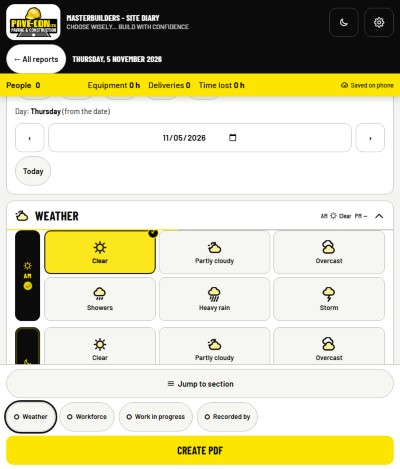 PAVE-CON LTD
PAVING & CONSTRUCTION
MASTERBUILDERS - SITE DIARY
CHOOSE WISELY... BUILD WITH CONFIDENCE
← All reports
THURSDAY, 5 NOVEMBER 2026
People 0
Equipment 0 h
Deliveries 0
Time lost 0 h
Saved on phone
Day: Thursday (from the date)
‹
11/05/2026
›
Today
WEATHER
AM Clear PM –
AM
Clear
Partly cloudy
Overcast
Showers
Heavy rain
Storm
Clear
Partly cloudy
Overcast
≡ Jump to section
Weather
Workforce
Work in progress
Recorded by
CREATE PDF